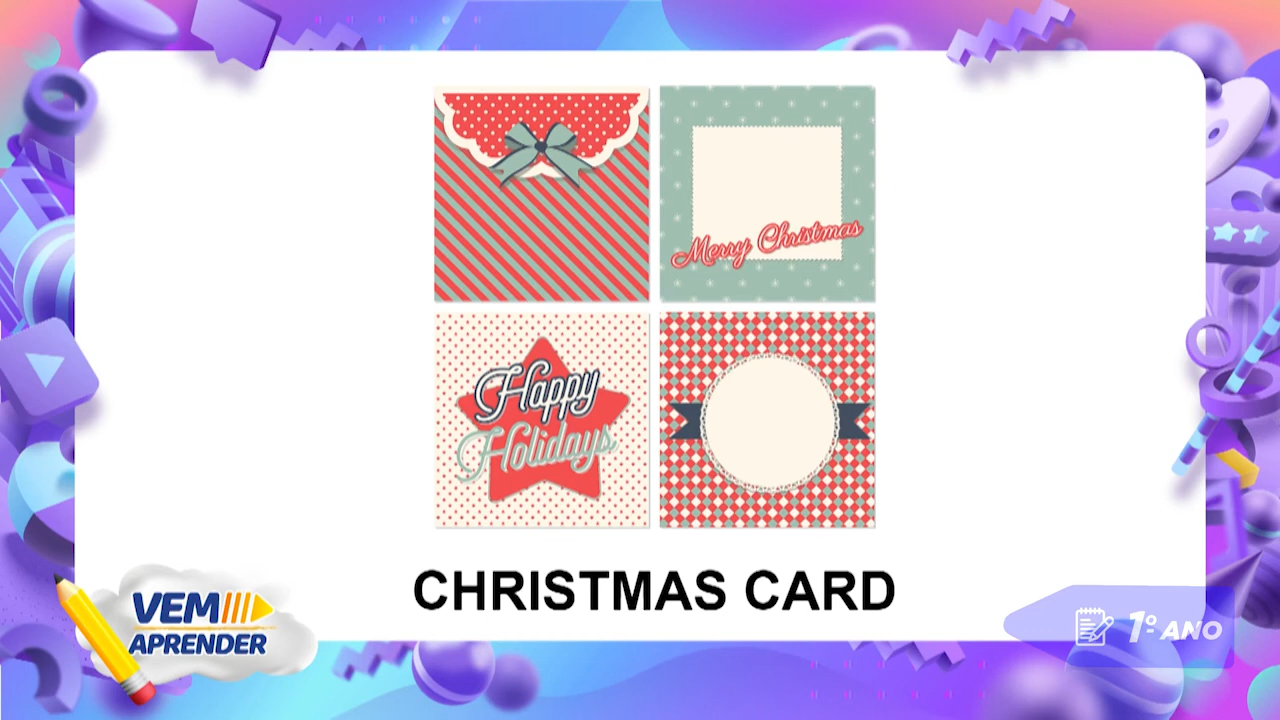 Merry Christmas
Happy
Holidays
CHRISTMAS CARD
VEM
APRENDER
1º ANO